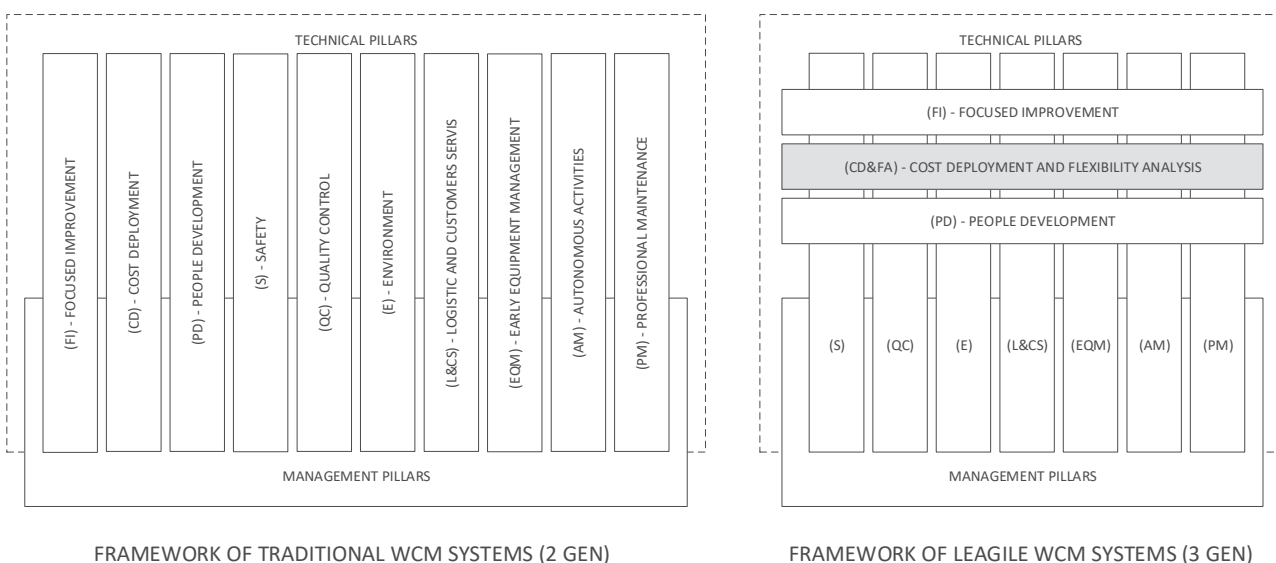 TECHNICAL PILLARS
(FI) - FOCUSED IMPROVEMENT
(CD) - COST DEPLOYMENT
(PD) - PEOPLE DEVELOPMENT
(S) - SAFETY
(QC) - QUALITY CONTROL
(E) - ENVIRONMENT
(L&CS) - LOGISTIC AND CUSTOMERS SERVIS
(EQM) - EARLY EQUIPMENT MANAGEMENT
(AM) - AUTONOMOUS ACTIVITIES
(PM) - PROFESSIONAL MAINTENANCE
MANAGEMENT PILLARS
FRAMEWORK OF TRADITIONAL WCM SYSTEMS (2 GEN)
TECHNICAL PILLARS
(FI) - FOCUSED IMPROVEMENT
(CD&FA) - COST DEPLOYMENT AND FLEXIBILITY ANALYSIS
(PD) - PEOPLE DEVELOPMENT
(S) (QC) (E) (L&CS) (EQM) (AM) (PM)
MANAGEMENT PILLARS
FRAMEWORK OF LEAGILE WCM SYSTEMS (3 GEN)